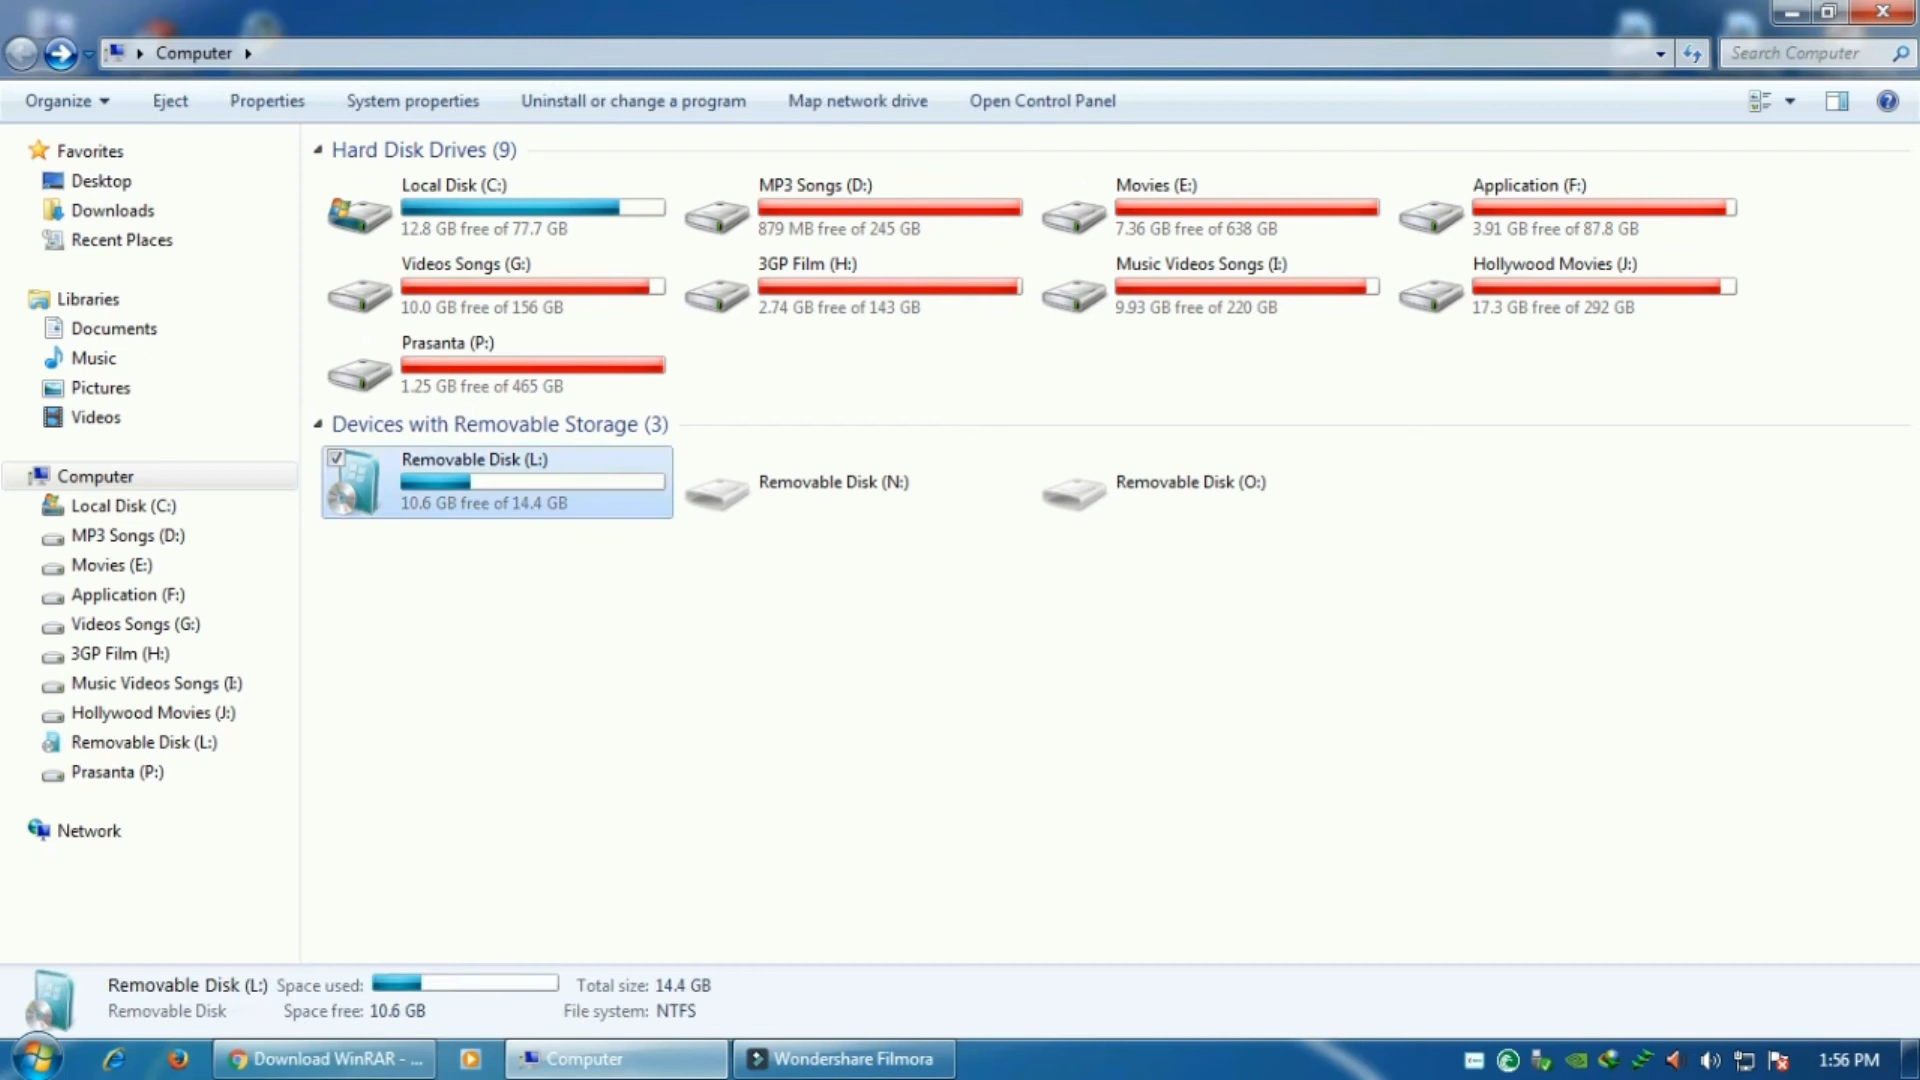 Computer
Search Computer
Organize
Eject
Properties
System properties
Uninstall or change a program
Map network drive
Open Control Panel
Favorites
Desktop
Downloads
Recent Places
Libraries
Documents
Music
Pictures
Videos
Computer
Local Disk (C:)
MP3 Songs (D:)
Movies (E:)
Application (F:)
Videos Songs (G:)
3GP Film (H:)
Music Videos Songs (I:)
Hollywood Movies (J:)
Removable Disk (L:)
Prasanta (P:)
Network
Hard Disk Drives (9)
Local Disk (C:)
12.8 GB free of 77.7 GB
MP3 Songs (D:)
879 MB free of 245 GB
Movies (E:)
7.36 GB free of 638 GB
Application (F:)
3.91 GB free of 87.8 GB
Videos Songs (G:)
10.0 GB free of 156 GB
3GP Film (H:)
2.74 GB free of 143 GB
Music Videos Songs (I:)
9.93 GB free of 220 GB
Hollywood Movies (J:)
17.3 GB free of 292 GB
Prasanta (P:)
1.25 GB free of 465 GB
Devices with Removable Storage (3)
Removable Disk (L:)
10.6 GB free of 14.4 GB
Removable Disk (N:)
Removable Disk (O:)
Removable Disk (L:) Space used: Total size: 14.4 GB
Removable Disk Space free: 10.6 GB File system: NTFS
Download WinRAR - ...
Computer
Wondershare Filmora
1:56 PM